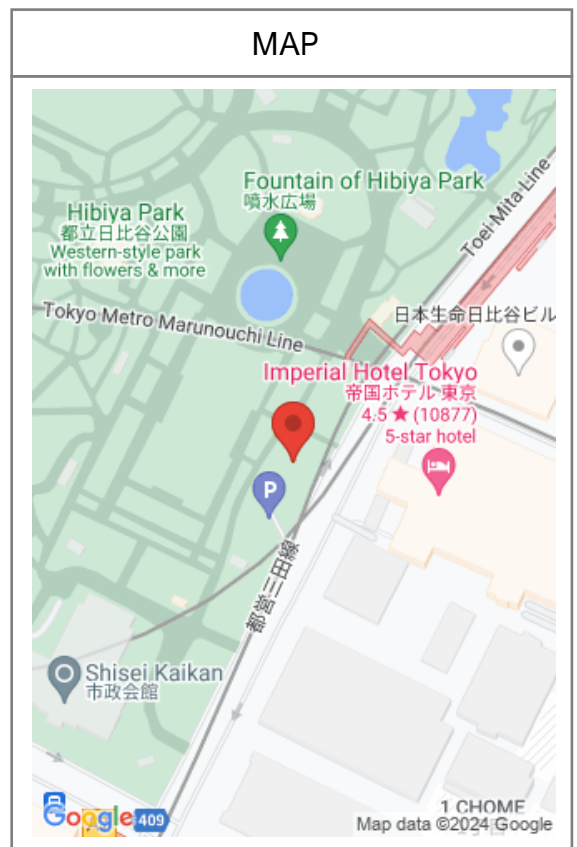 MAP
Toei Mita Line
Fountain of Hibiya Park
噴水広場
Hibiya Park
都立日比谷公園
Western-style park
with flowers & more
Tokyo Metro Marunouchi Line
日本生命日比谷ビル
Imperial Hotel Tokyo
帝国ホテル 東京
4.5 ★ (10877)
5-star hotel
P
都営三田線
Shisei Kaikan
市政会館
1 CHOME
Google
409
Map data ©2024 Google